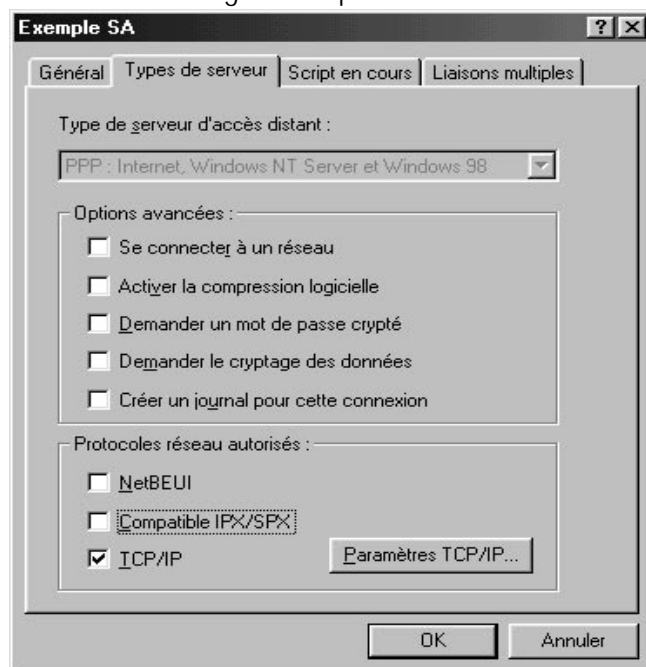 Exemple SA
Général Types de serveur Script en cours Liaisons multiples
Type de serveur d'accès distant :
PPP : Internet, Windows NT Server et Windows 98
Options avancées :
Se connecter à un réseau
Activer la compression logicielle
Demander un mot de passe crypté
Demander le cryptage des données
Créer un journal pour cette connexion
Protocoles réseau autorisés :
NetBEUI
Compatible IPX/SPX
TCP/IP Paramètres TCP/IP...
OK Annuler